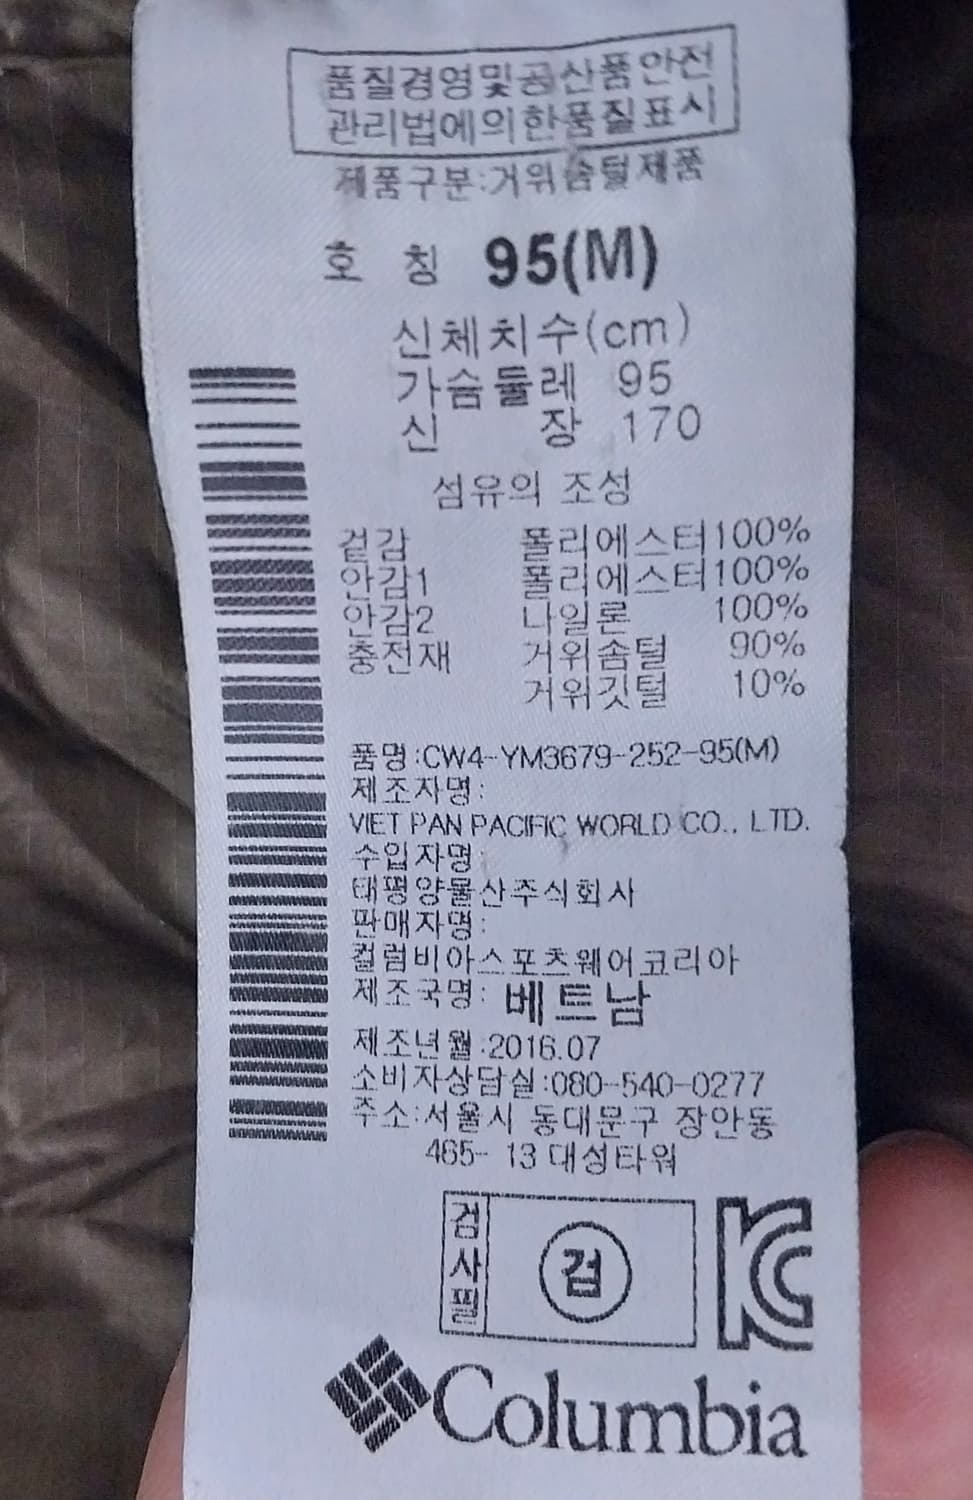 품질경영및공산품안전
관리법에의한품질표시
제품구분:거위솜털제품
호 칭 95(M)
신체치수(cm)
가슴둘레 95
신 장 170
섬유의 조성
겉감 폴리에스터100%
안감1 폴리에스터100%
안감2 나일론 100%
충전재 거위솜털 90%
거위깃털 10%
품명:CW4-YM3679-252-95(M)
제조자명:
VIET PAN PACIFIC WORLD CO., LTD.
수입자명:
태평양물산주식회사
판매자명:
컬럼비아스포츠웨어코리아
제조국명: 베트남
제조년월:2016.07
소비자상담실:080-540-0277
주소:서울시 동대문구 장안동
465- 13 대성타워
검사필 검 KC
Columbia